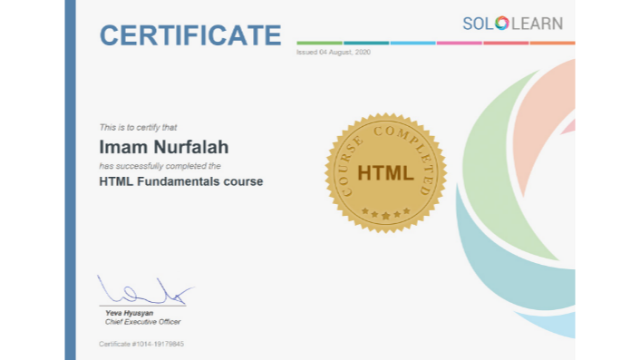 CERTIFICATE
SOLOLEARN
Issued 04 August, 2020
This is to certify that
Imam Nurfalah
has successfully completed the
HTML Fundamentals course
COURSE COMPLETED
HTML
Yeva Hyusyan
Chief Executive Officer
Certificate #1014-19179845